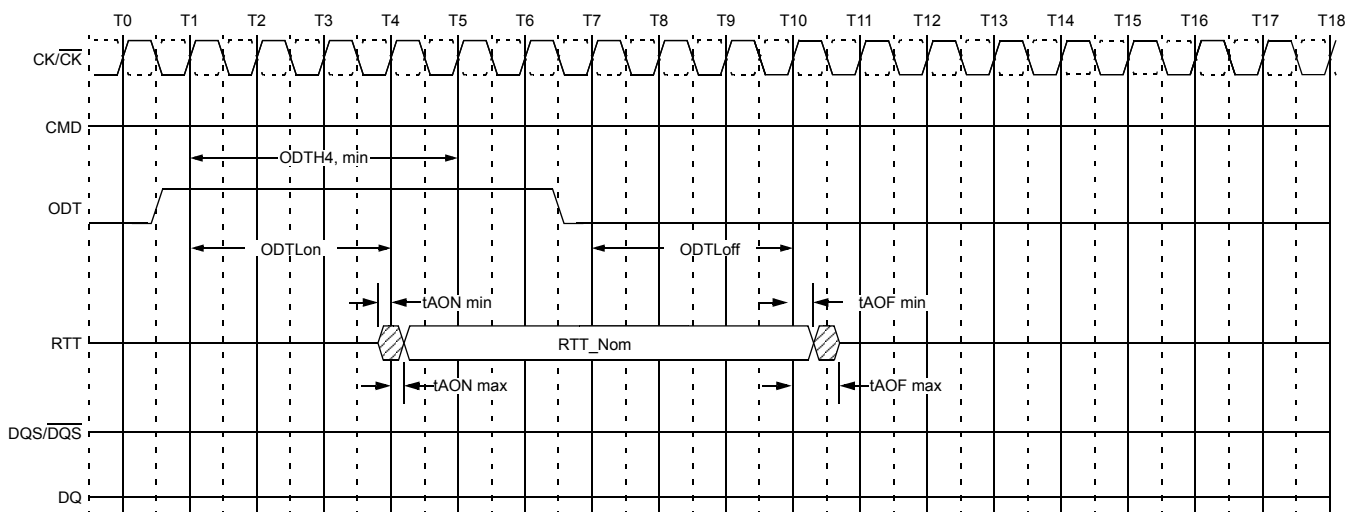 T0 T1 T2 T3 T4 T5 T6 T7 T8 T9 T10 T11 T12 T13 T14 T15 T16 T17 T18
CK/C̅K̅
CMD
ODTH4, min
ODT
ODTLon
ODTLoff
tAON min
tAOF min
RTT
RTT_Nom
tAON max
tAOF max
DQS/D̅Q̅S̅
DQ